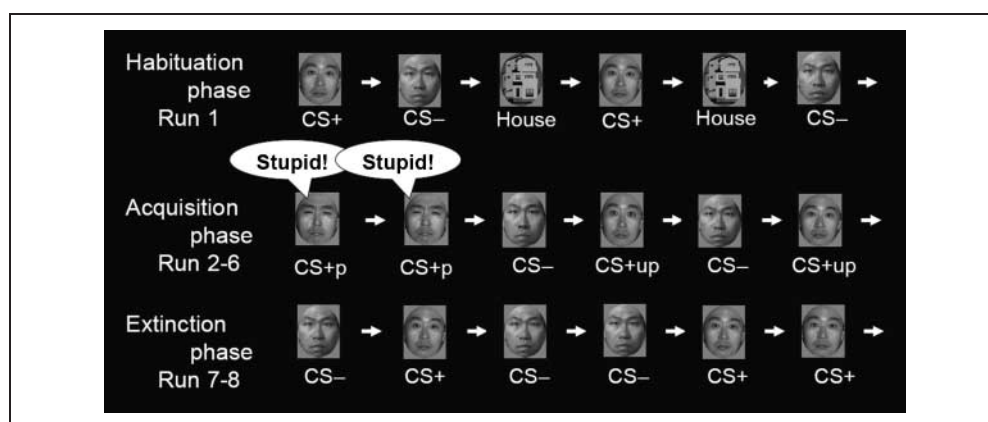 Habituation
phase
Run 1
CS+ CS– House CS+ House CS–
Stupid! Stupid!
Acquisition
phase
Run 2-6
CS+p CS+p CS– CS+up CS– CS+up
Extinction
phase
Run 7-8
CS– CS+ CS– CS– CS+ CS+